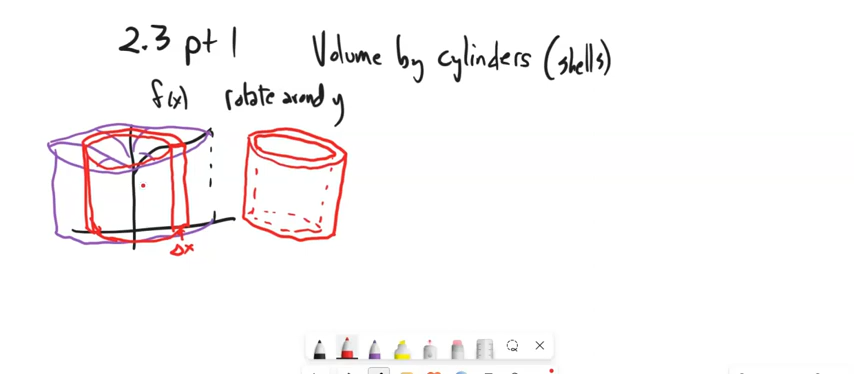 2.3 pt 1 Volume by cylinders (shells)
f(x) rotate around y
Δx